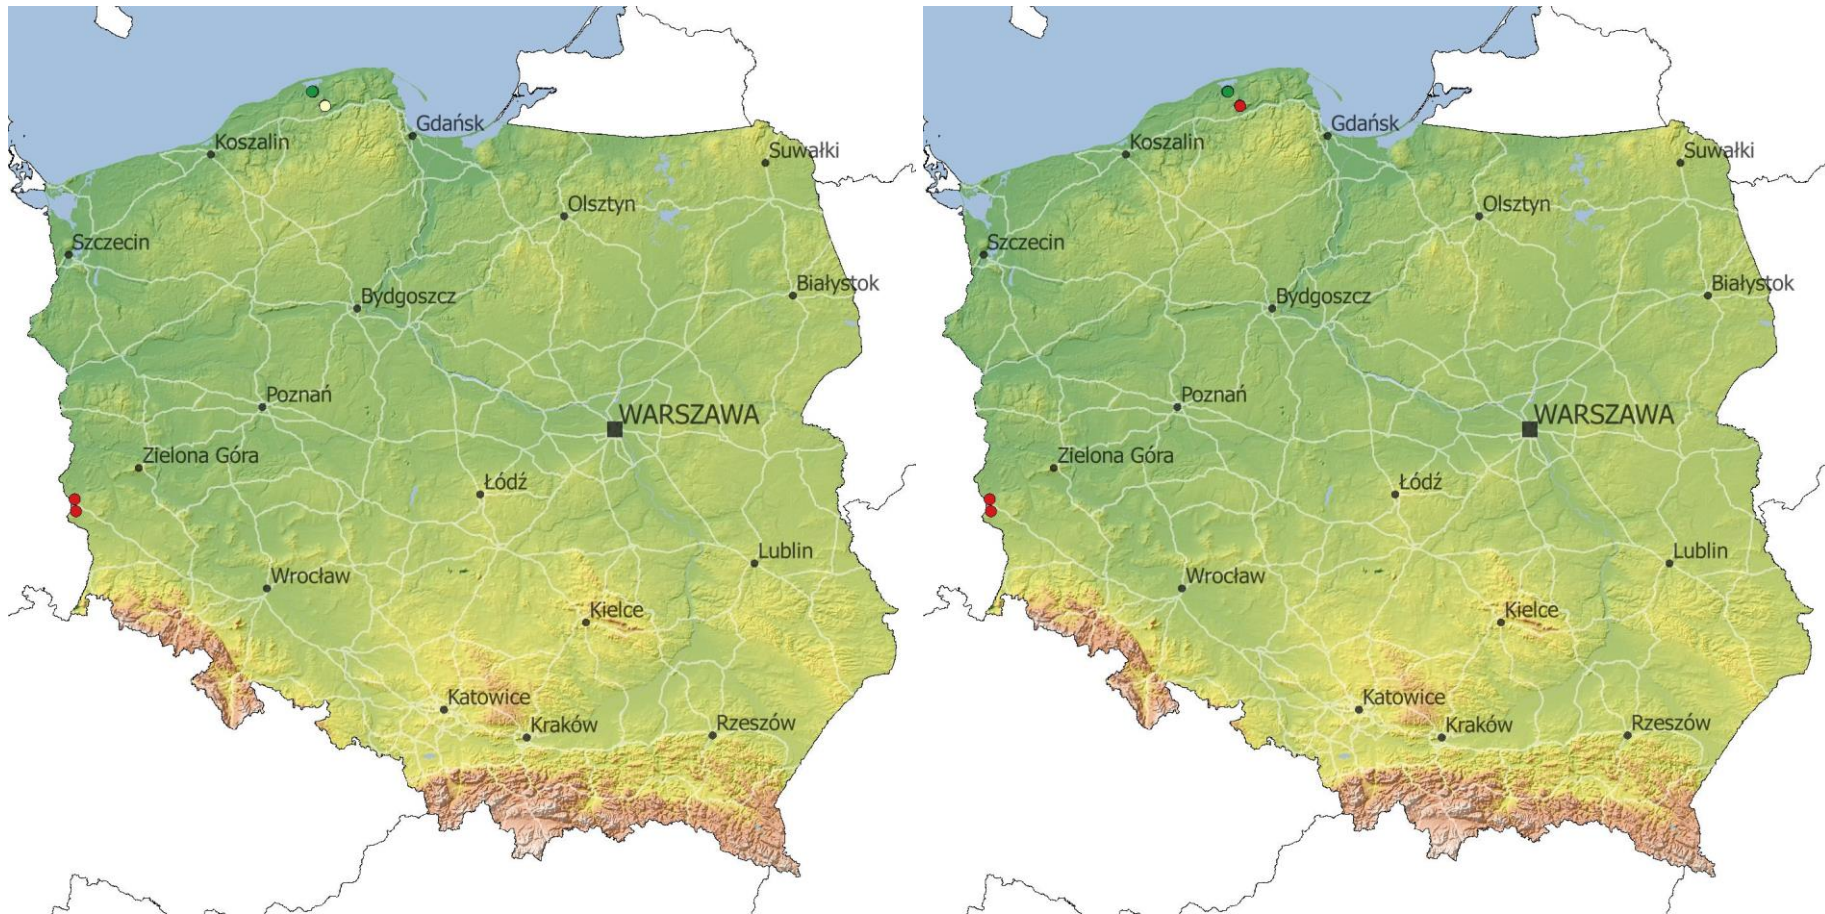 Gdańsk
Koszalin
Suwałki
Olsztyn
Szczecin
Białystok
Bydgoszcz
Poznań
WARSZAWA
Zielona Góra
Łódź
Lublin
Wrocław
Kielce
Katowice
Kraków
Rzeszów
Gdańsk
Koszalin
Suwałki
Olsztyn
Szczecin
Białystok
Bydgoszcz
Poznań
WARSZAWA
Zielona Góra
Łódź
Lublin
Wrocław
Kielce
Katowice
Kraków
Rzeszów